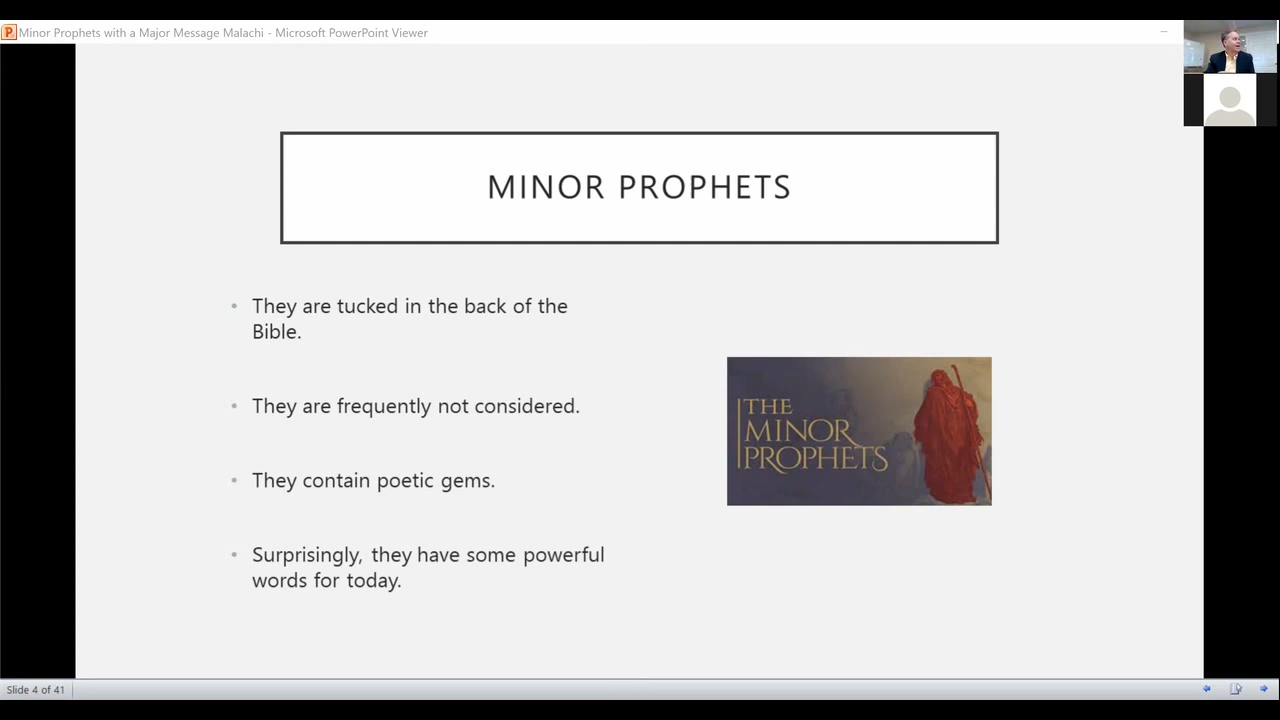 Minor Prophets with a Major Message Malachi - Microsoft PowerPoint Viewer
MINOR PROPHETS
• They are tucked in the back of the
Bible.
• They are frequently not considered.
• They contain poetic gems.
• Surprisingly, they have some powerful
words for today.
THE
MINOR
PROPHETS
Slide 4 of 41